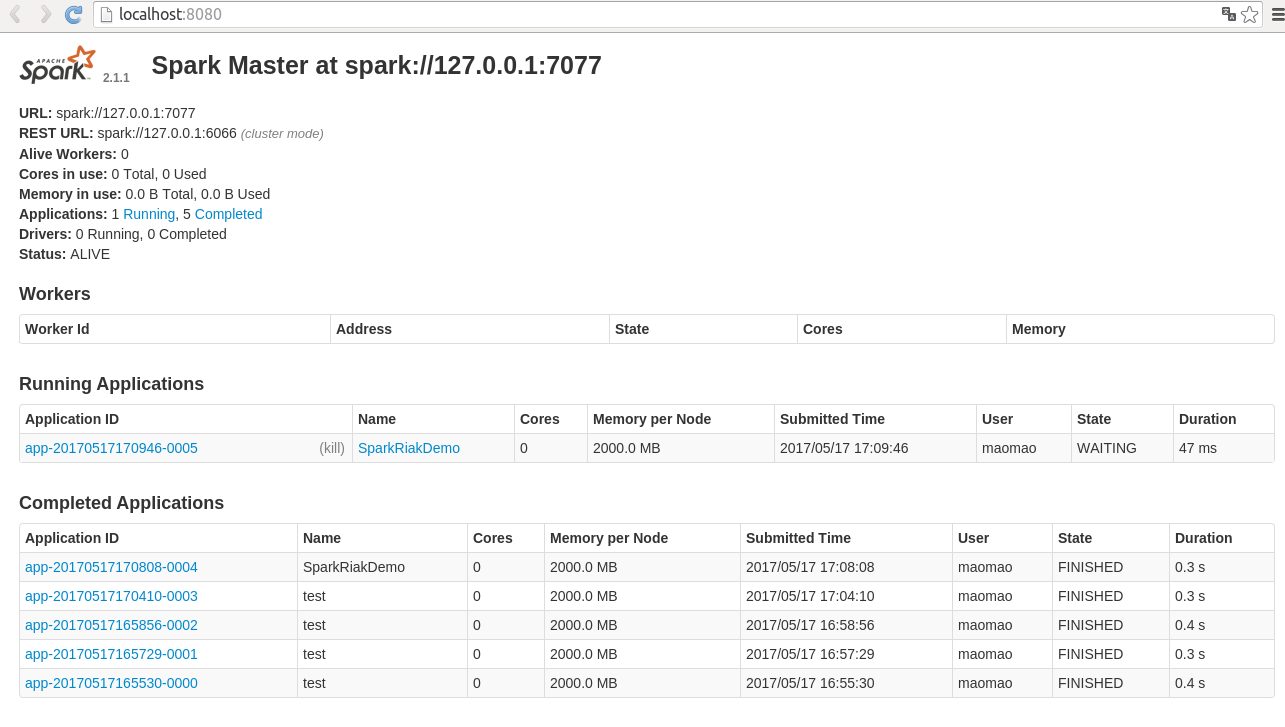 localhost:8080
APACHE Spark 2.1.1 Spark Master at spark://127.0.0.1:7077
URL: spark://127.0.0.1:7077
REST URL: spark://127.0.0.1:6066 (cluster mode)
Alive Workers: 0
Cores in use: 0 Total, 0 Used
Memory in use: 0.0 B Total, 0.0 B Used
Applications: 1 Running, 5 Completed
Drivers: 0 Running, 0 Completed
Status: ALIVE
Workers
Worker Id Address State Cores Memory
Running Applications
Application ID Name Cores Memory per Node Submitted Time User State Duration
app-20170517170946-0005 (kill) SparkRiakDemo 0 2000.0 MB 2017/05/17 17:09:46 maomao WAITING 47 ms
Completed Applications
Application ID Name Cores Memory per Node Submitted Time User State Duration
app-20170517170808-0004 SparkRiakDemo 0 2000.0 MB 2017/05/17 17:08:08 maomao FINISHED 0.3 s
app-20170517170410-0003 test 0 2000.0 MB 2017/05/17 17:04:10 maomao FINISHED 0.3 s
app-20170517165856-0002 test 0 2000.0 MB 2017/05/17 16:58:56 maomao FINISHED 0.4 s
app-20170517165729-0001 test 0 2000.0 MB 2017/05/17 16:57:29 maomao FINISHED 0.3 s
app-20170517165530-0000 test 0 2000.0 MB 2017/05/17 16:55:30 maomao FINISHED 0.4 s